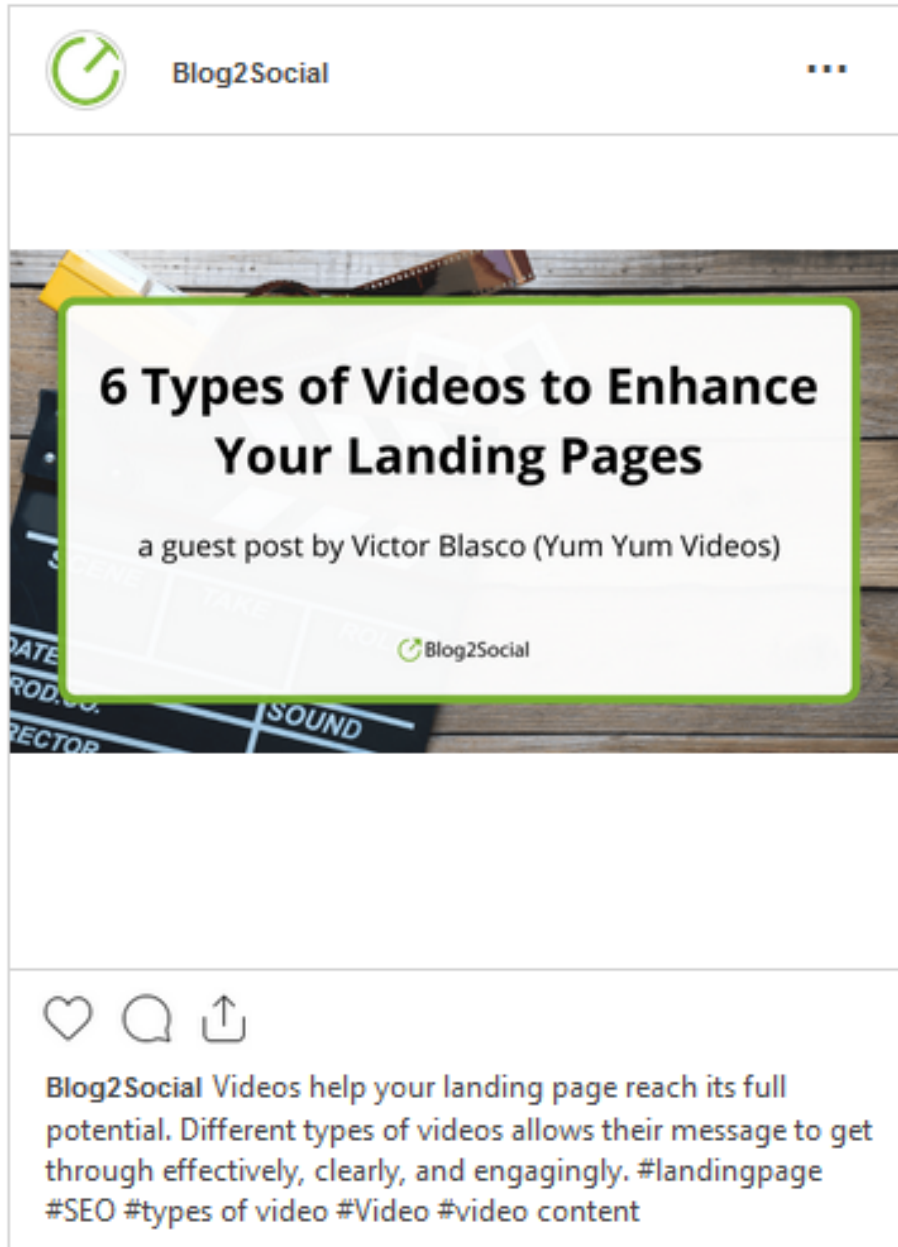 Blog2Social
6 Types of Videos to Enhance
Your Landing Pages
a guest post by Victor Blasco (Yum Yum Videos)
Blog2Social
SCENE
TAKE
ROLL
DATE
PROD.CO.
SOUND
DIRECTOR
Blog2Social Videos help your landing page reach its full
potential. Different types of videos allows their message to get
through effectively, clearly, and engagingly. #landingpage
#SEO #types of video #Video #video content